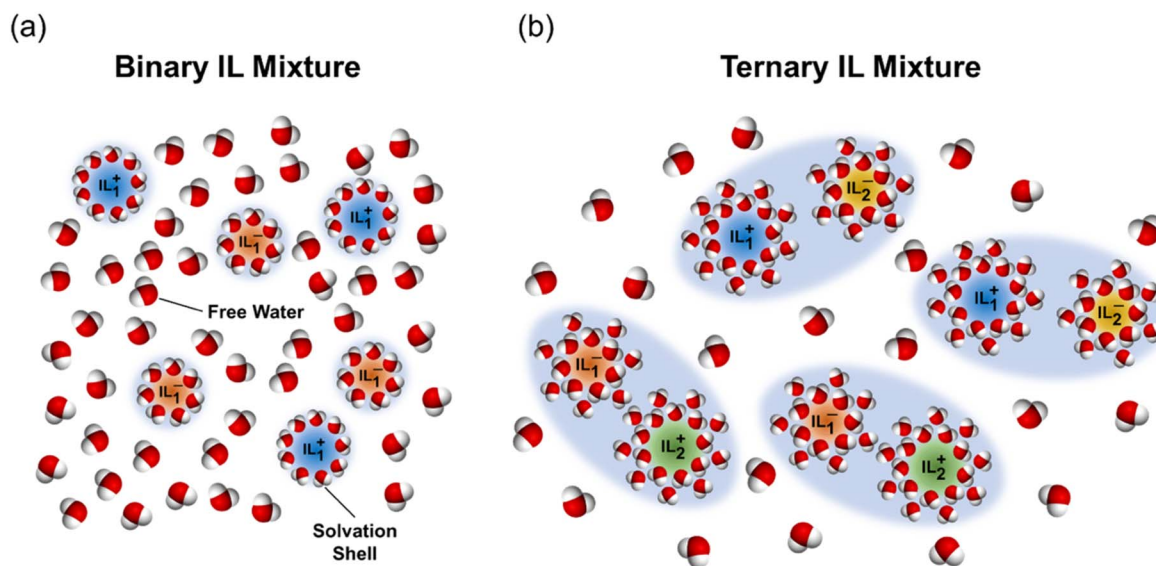 (a)
Binary IL Mixture
IL₁⁺
IL₁⁺
IL₁⁻
Free Water
IL₁⁻
IL₁⁻
IL₁⁺
Solvation
Shell
(b)
Ternary IL Mixture
IL₂⁻
IL₁⁺
IL₁⁺
IL₂⁻
IL₁⁻
IL₂⁺
IL₁⁻
IL₂⁺